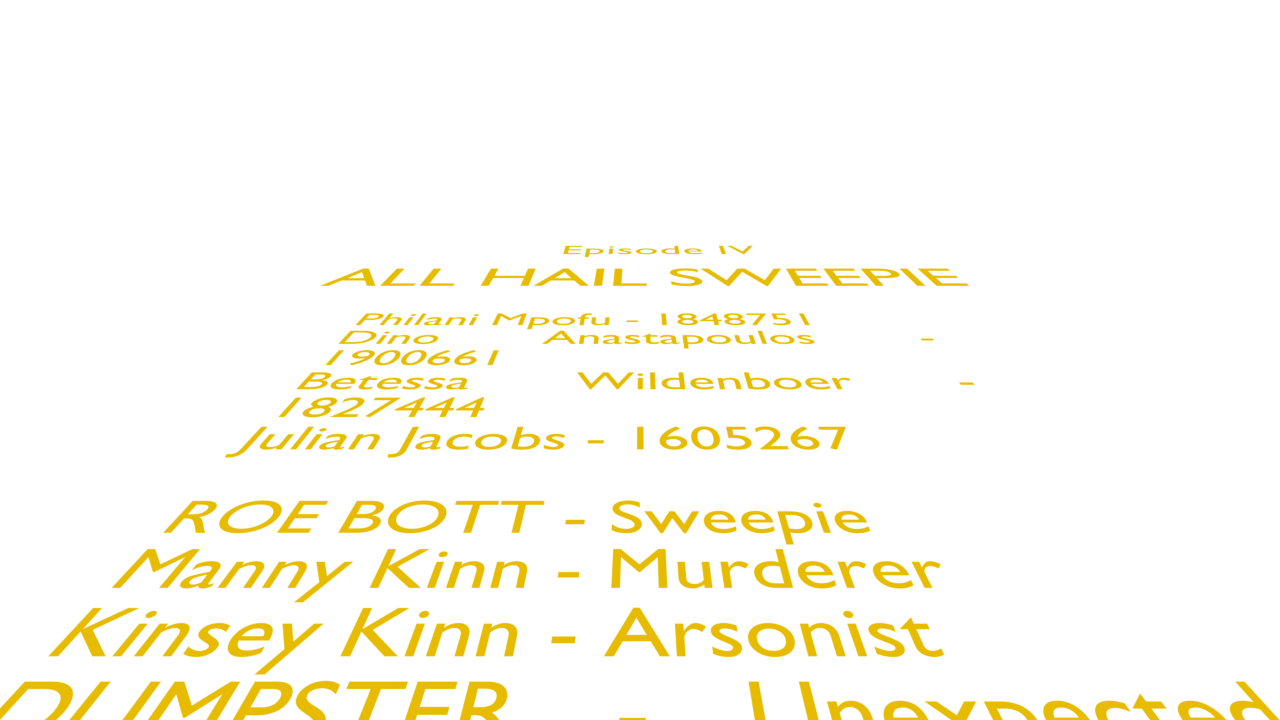 Episode IV
ALL HAIL SWEEPIE
Philani Mpofu - 1848751
Dino Anastapoulos -
1900661
Betessa Wildenboer -
1827444
Julian Jacobs - 1605267
ROE BOTT - Sweepie
Manny Kinn - Murderer
Kinsey Kinn - Arsonist
DUMPSTER - Unexpected